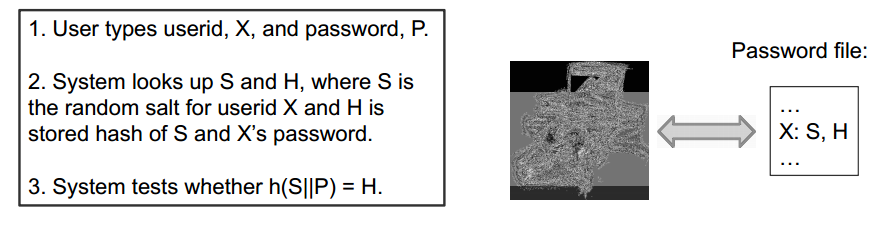 1. User types userid, X, and password, P.
2. System looks up S and H, where S is
the random salt for userid X and H is
stored hash of S and X's password.
3. System tests whether h(S||P) = H.
Password file:
...
X: S, H
...